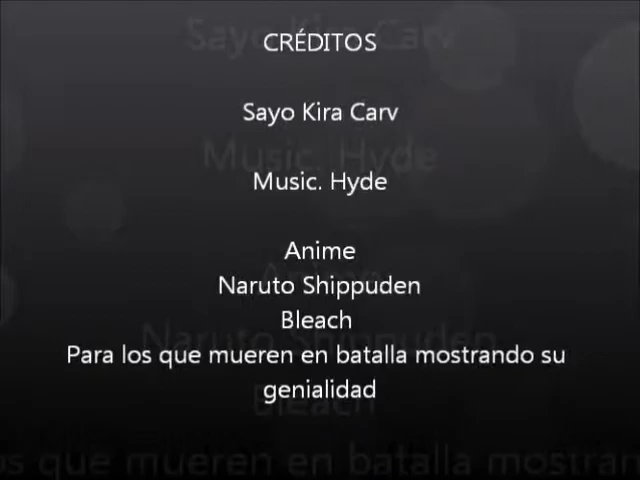 CRÉDITOS
Sayo Kira Carv
Music. Hyde
Anime
Naruto Shippuden
Bleach
Para los que mueren en batalla mostrando su
genialidad